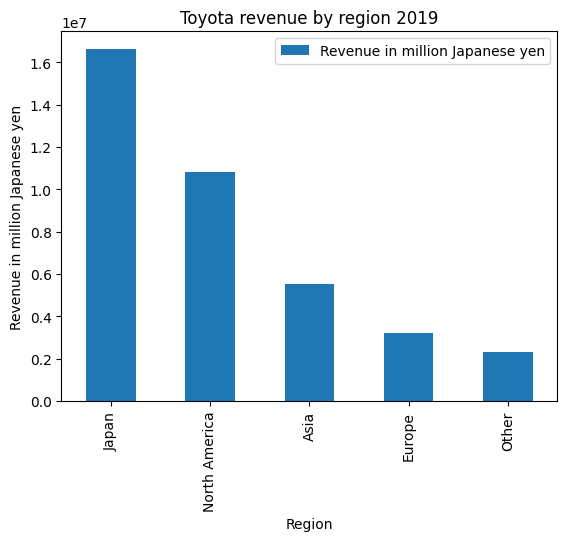 Toyota revenue by region 2019
1e7
Revenue in million Japanese yen
Revenue in million Japanese yen
1.6
1.4
1.2
1.0
0.8
0.6
0.4
0.2
0.0
Japan
North America
Asia
Europe
Other
Region